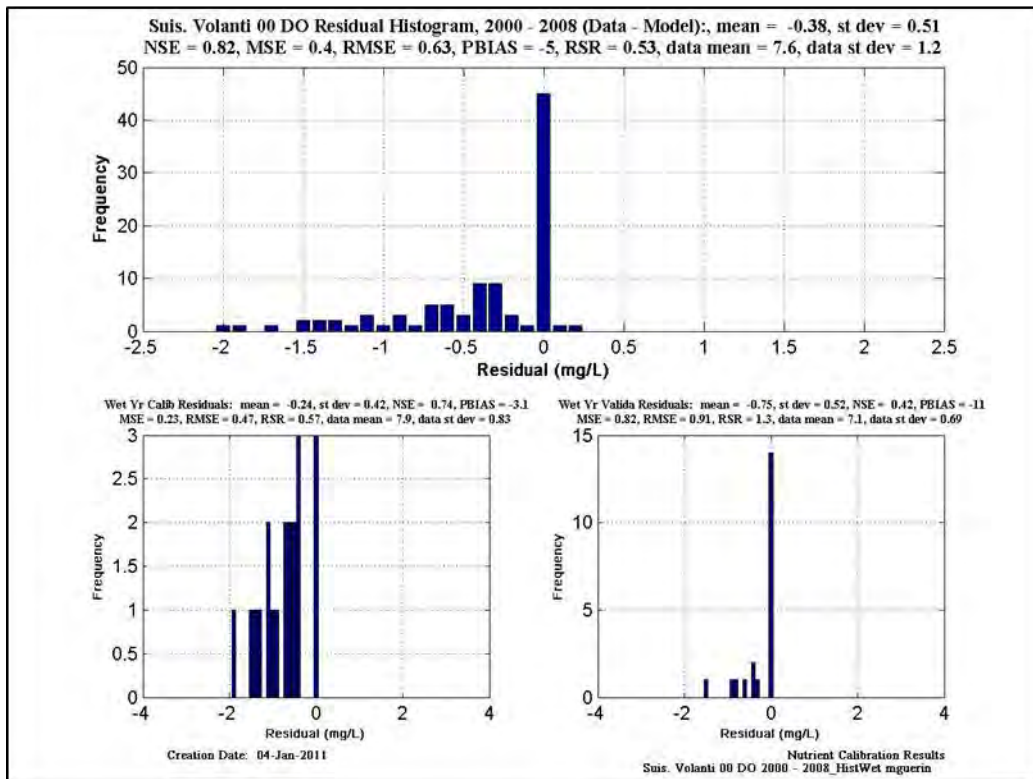 Suis. Volanti 00 DO Residual Histogram, 2000 - 2008 (Data - Model):, mean = -0.38, st dev = 0.51
NSE = 0.82, MSE = 0.4, RMSE = 0.63, PBIAS = -5, RSR = 0.53, data mean = 7.6, data st dev = 1.2
50
40
30
20
10
0
Frequency
-2.5 -2 -1.5 -1 -0.5 0 0.5 1 1.5 2 2.5
Residual (mg/L)
Wet Yr Calib Residuals: mean = -0.24, st dev = 0.42, NSE = 0.74, PBIAS = -3.1
MSE = 0.23, RMSE = 0.47, RSR = 0.57, data mean = 7.9, data st dev = 0.83
3
2.5
2
1.5
1
0.5
0
Frequency
-4 -2 0 2 4
Residual (mg/L)
Wet Yr Valida Residuals: mean = -0.75, st dev = 0.52, NSE = 0.42, PBIAS = -11
MSE = 0.82, RMSE = 0.91, RSR = 1.3, data mean = 7.1, data st dev = 0.69
15
10
5
0
Frequency
-4 -2 0 2 4
Residual (mg/L)
Creation Date: 04-Jan-2011
Nutrient Calibration Results
Suis. Volanti 00 DO 2000 - 2008_HistWet mguerin